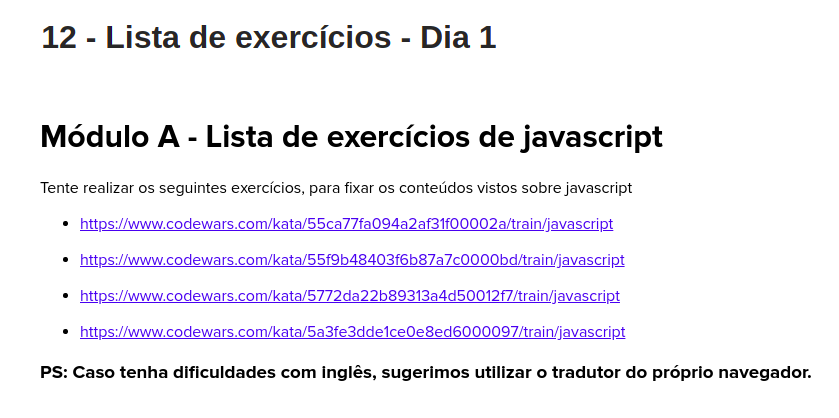 12 - Lista de exercícios - Dia 1
Módulo A - Lista de exercícios de javascript
Tente realizar os seguintes exercícios, para fixar os conteúdos vistos sobre javascript
https://www.codewars.com/kata/55ca77fa094a2af31f00002a/train/javascript
https://www.codewars.com/kata/55f9b48403f6b87a7c0000bd/train/javascript
https://www.codewars.com/kata/5772da22b89313a4d50012f7/train/javascript
https://www.codewars.com/kata/5a3fe3dde1ce0e8ed6000097/train/javascript
PS: Caso tenha dificuldades com inglês, sugerimos utilizar o tradutor do próprio navegador.